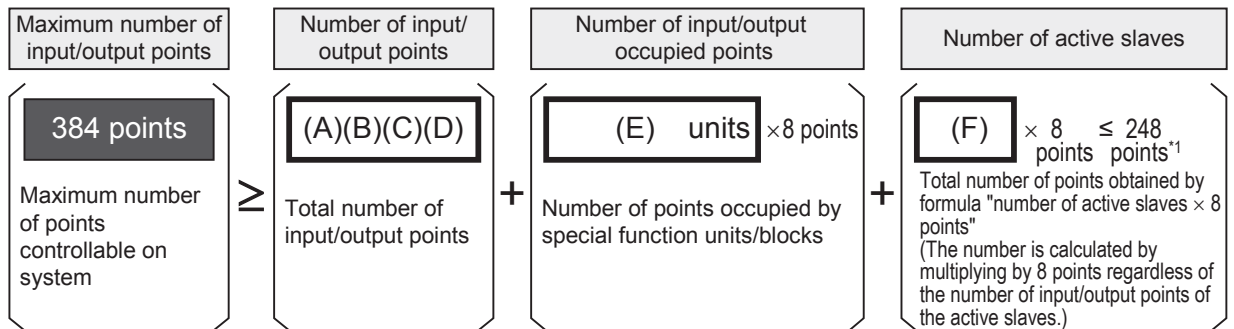 Maximum number of
input/output points
Number of input/
output points
Number of input/output
occupied points
Number of active slaves
384 points
Maximum number
of points
controllable on
system
≥
(A)(B)(C)(D)
Total number of
input/output points
+
(E) units ×8 points
Number of points occupied by
special function units/blocks
+
(F) × 8 ≤ 248
points points*1
Total number of points obtained by
formula "number of active slaves × 8
points"
(The number is calculated by
multiplying by 8 points regardless of
the number of input/output points of
the active slaves.)